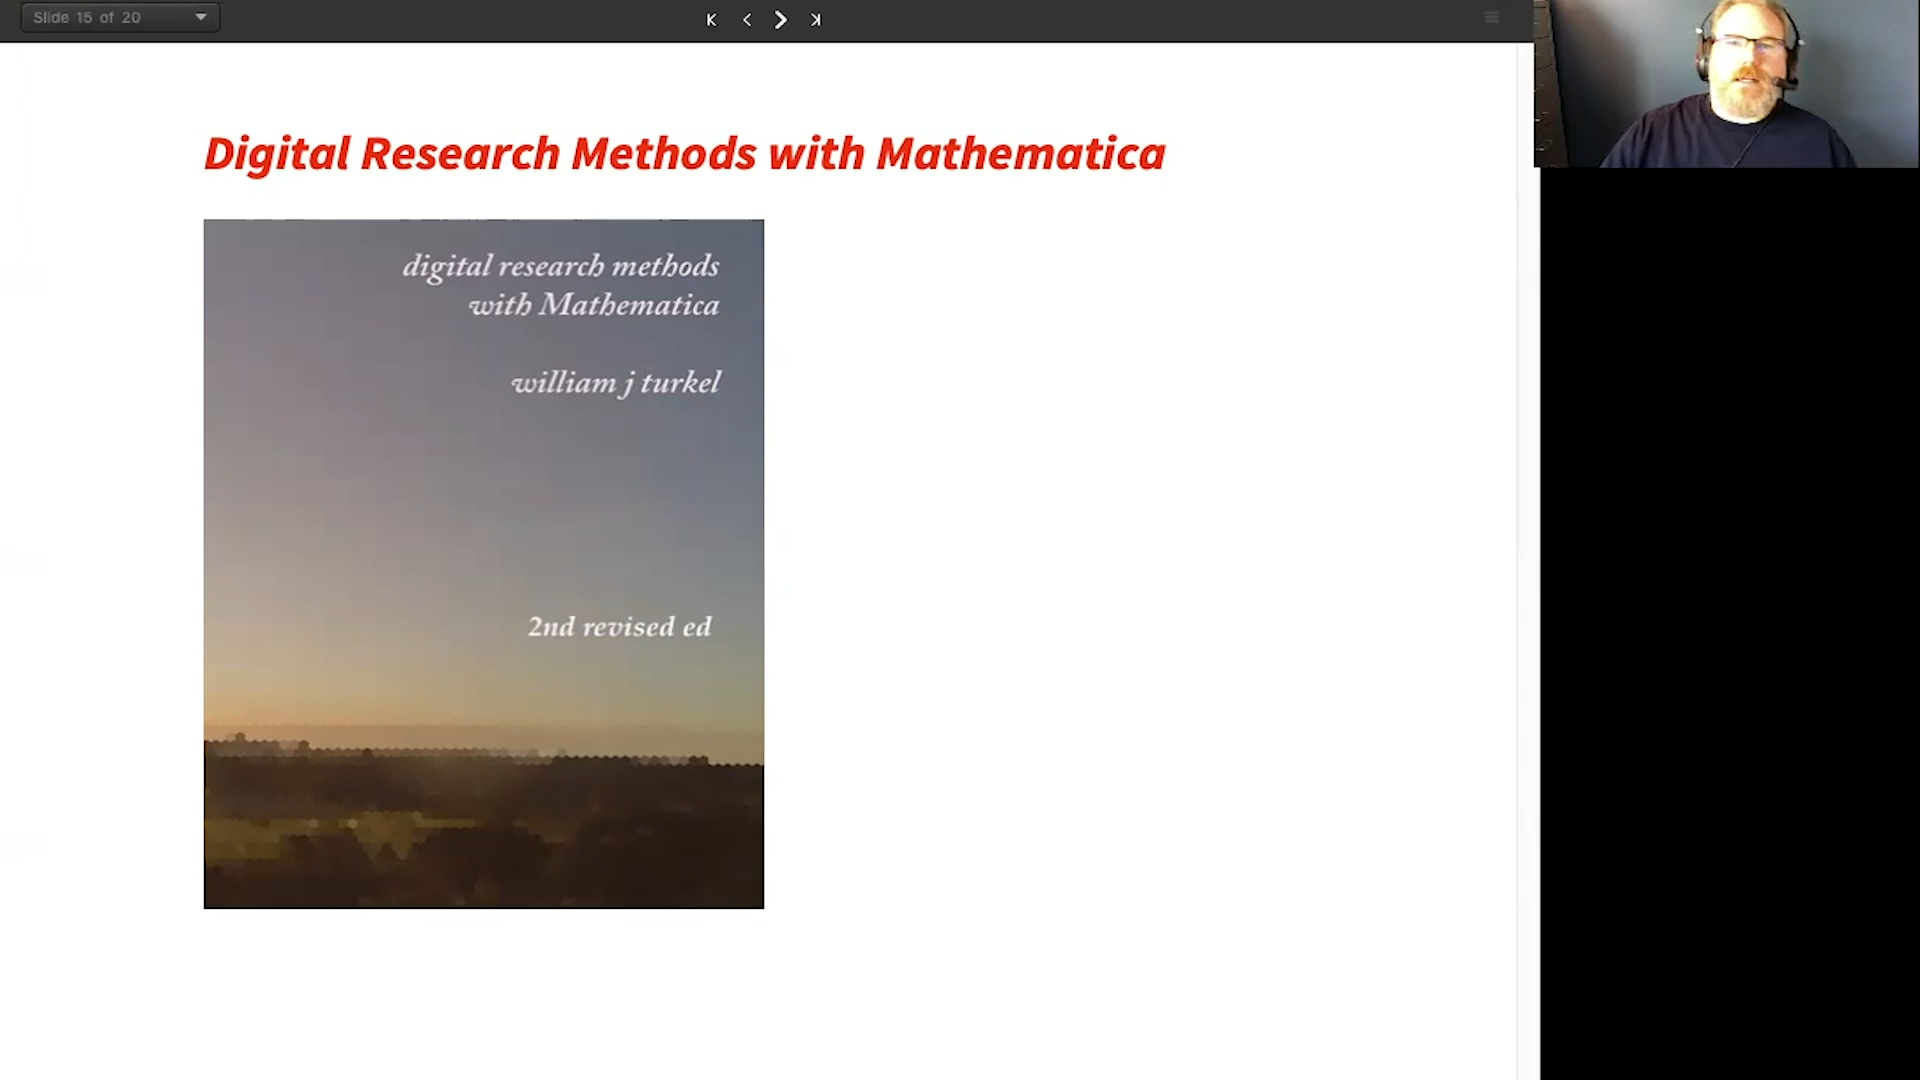 Slide 15 of 20
Digital Research Methods with Mathematica
digital research methods
with Mathematica
william j turkel
2nd revised ed